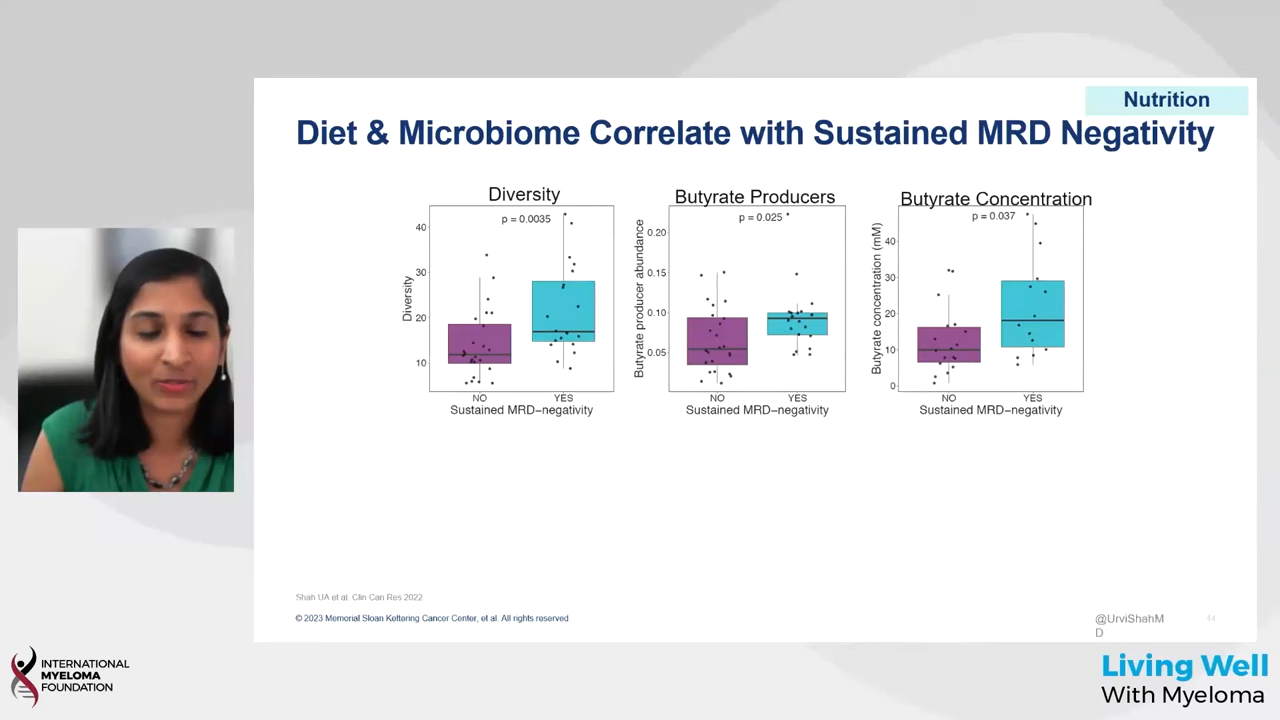 Nutrition
Diet & Microbiome Correlate with Sustained MRD Negativity
Diversity
p = 0.0035
Diversity
40
30
20
10
NO YES
Sustained MRD−negativity
Butyrate Producers
p = 0.025
Butyrate producer abundance
0.20
0.15
0.10
0.05
NO YES
Sustained MRD−negativity
Butyrate Concentration
p = 0.037
Butyrate concentration (mM)
40
30
20
10
0
NO YES
Sustained MRD−negativity
Shah UA et al. Clin Can Res 2022
© 2023 Memorial Sloan Kettering Cancer Center, et al. All rights reserved.
@UrviShahM
D
44
INTERNATIONAL
MYELOMA
FOUNDATION
Living Well
With Myeloma